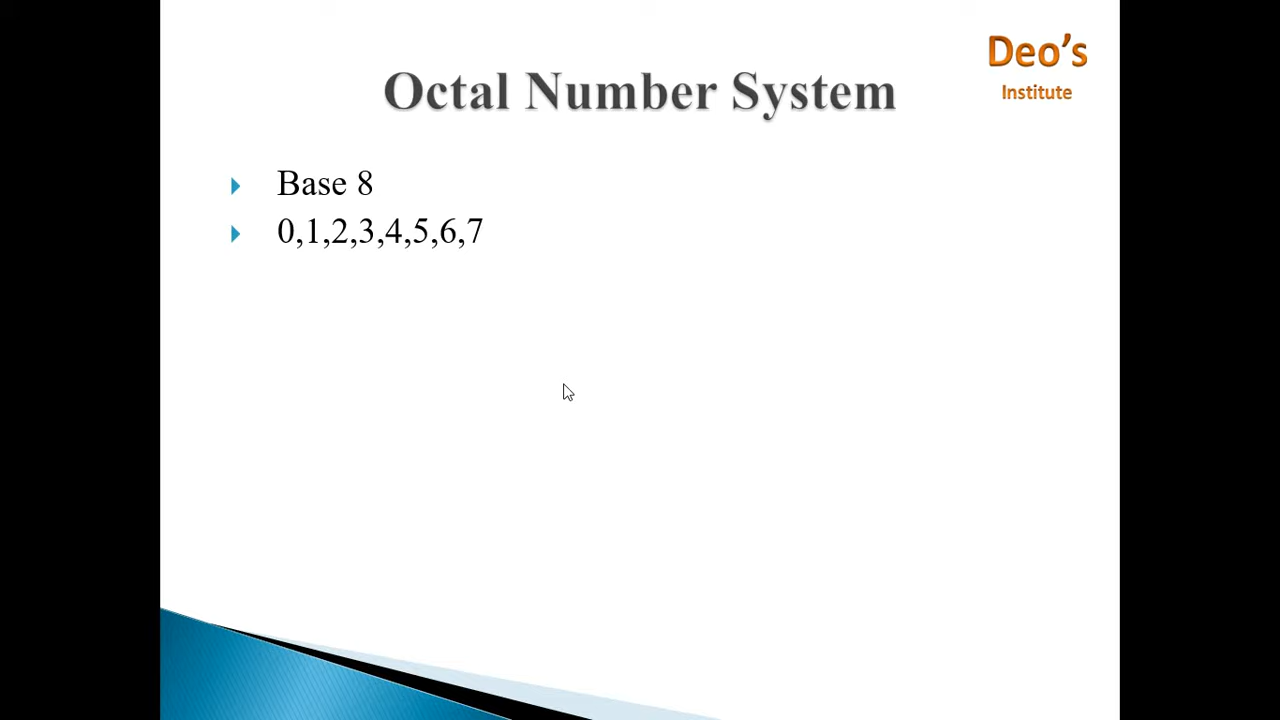 Deo's
Institute
Octal Number System
Base 8
0,1,2,3,4,5,6,7